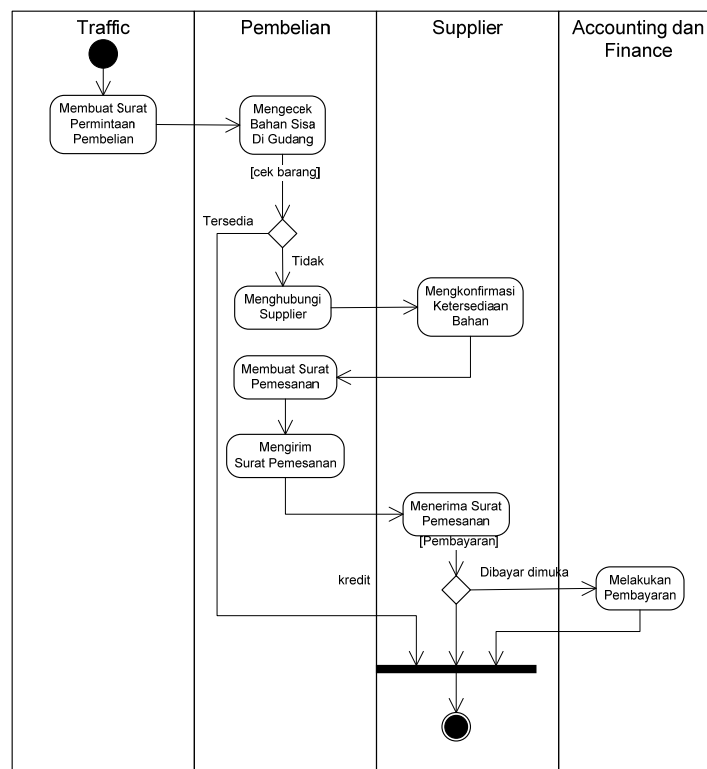 Traffic
Pembelian
Supplier
Accounting dan
Finance
Membuat Surat
Permintaan
Pembelian
Mengecek
Bahan Sisa
Di Gudang
[cek barang]
Tersedia
Tidak
Menghubungi
Supplier
Mengkonfirmasi
Ketersediaan
Bahan
Membuat Surat
Pemesanan
Mengirim
Surat Pemesanan
Menerima Surat
Pemesanan
[Pembayaran]
kredit
Dibayar dimuka
Melakukan
Pembayaran